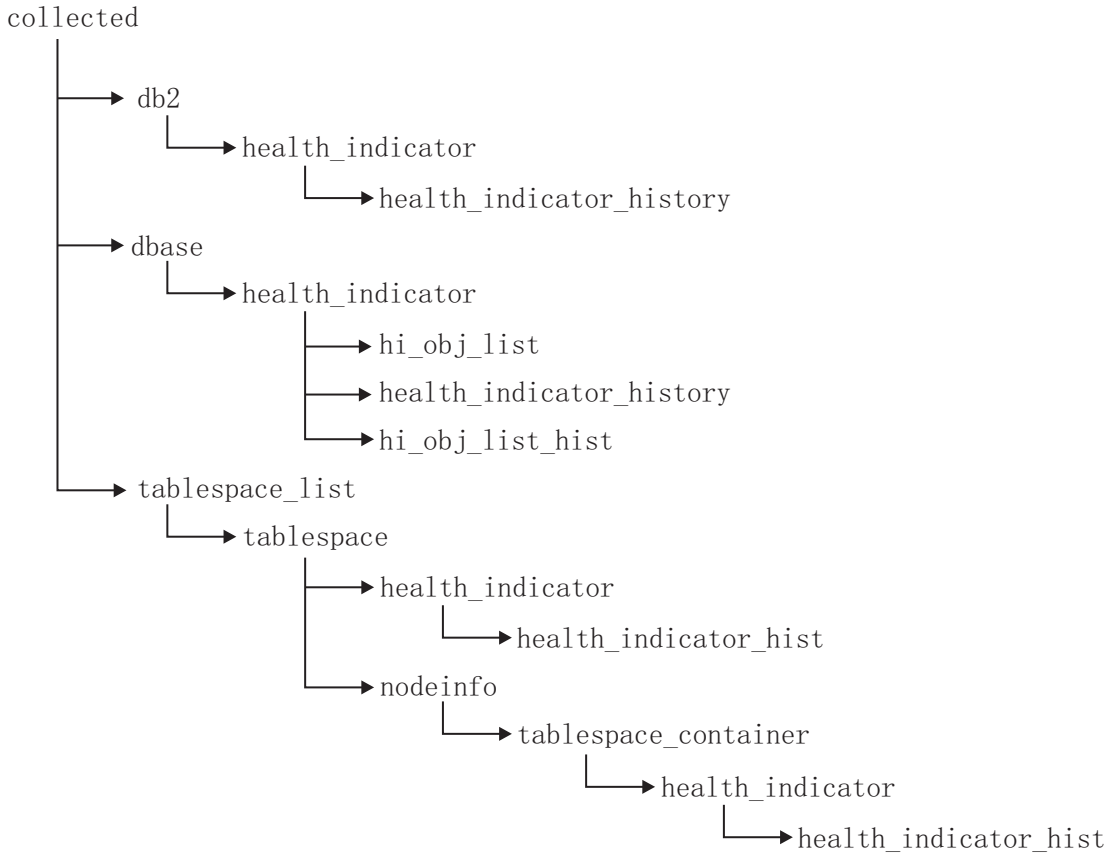 collected
db2
health_indicator
health_indicator_history
dbase
health_indicator
hi_obj_list
health_indicator_history
hi_obj_list_hist
tablespace_list
tablespace
health_indicator
health_indicator_hist
nodeinfo
tablespace_container
health_indicator
health_indicator_hist